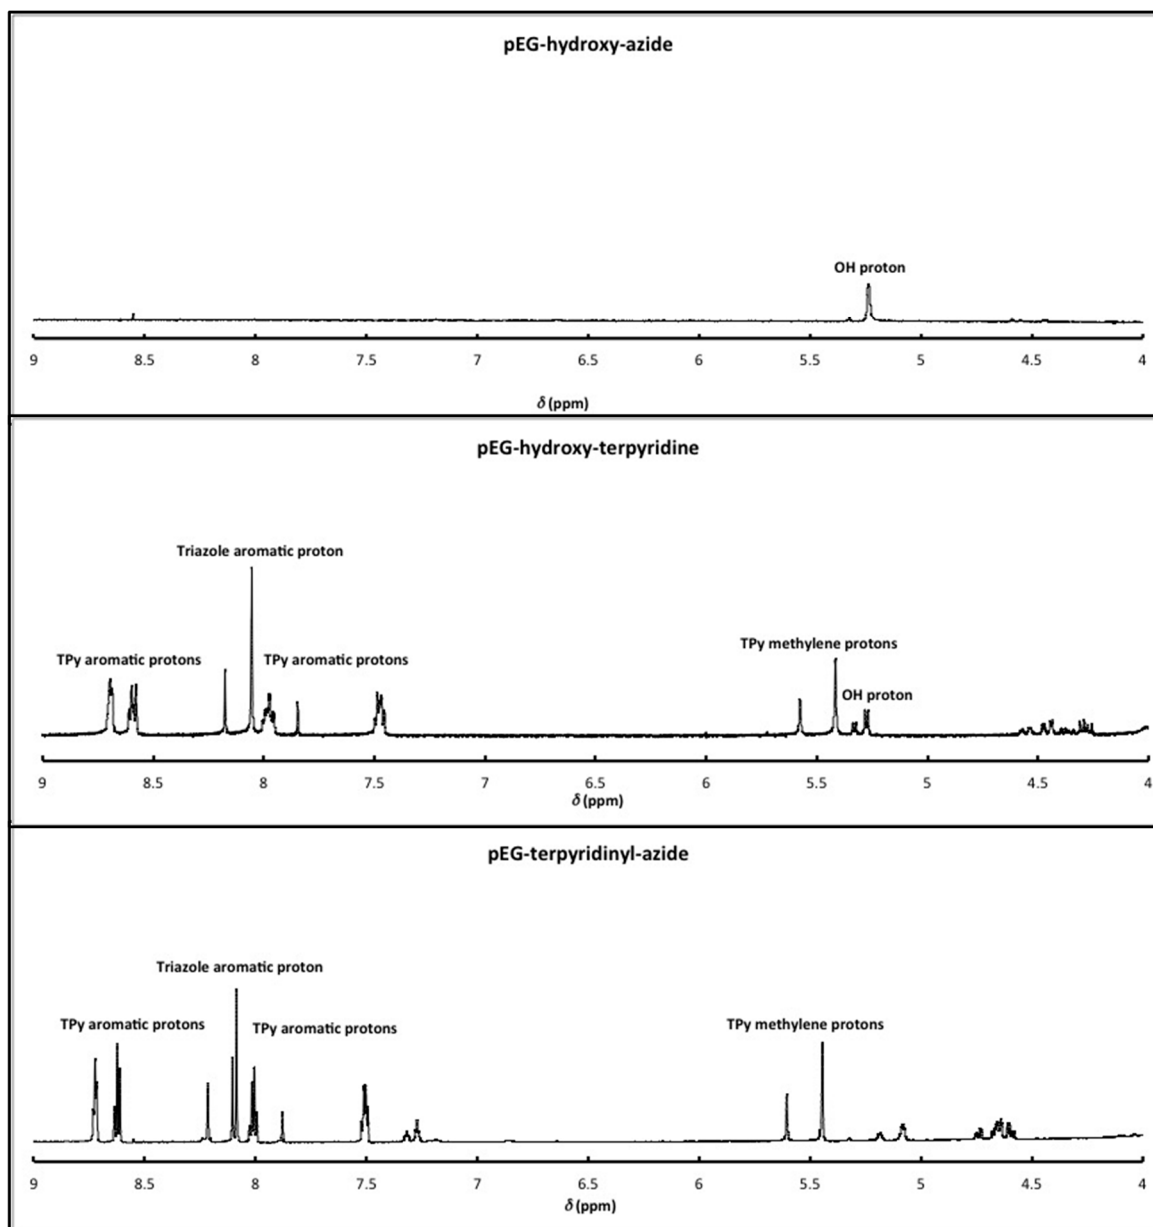 pEG-hydroxy-azide
OH proton
9 8.5 8 7.5 7 6.5 6 5.5 5 4.5 4
δ (ppm)
pEG-hydroxy-terpyridine
Triazole aromatic proton
TPy aromatic protons TPy aromatic protons TPy methylene protons
OH proton
9 8.5 8 7.5 7 6.5 6 5.5 5 4.5 4
δ (ppm)
pEG-terpyridinyl-azide
Triazole aromatic proton
TPy aromatic protons TPy aromatic protons TPy methylene protons
9 8.5 8 7.5 7 6.5 6 5.5 5 4.5 4
δ (ppm)